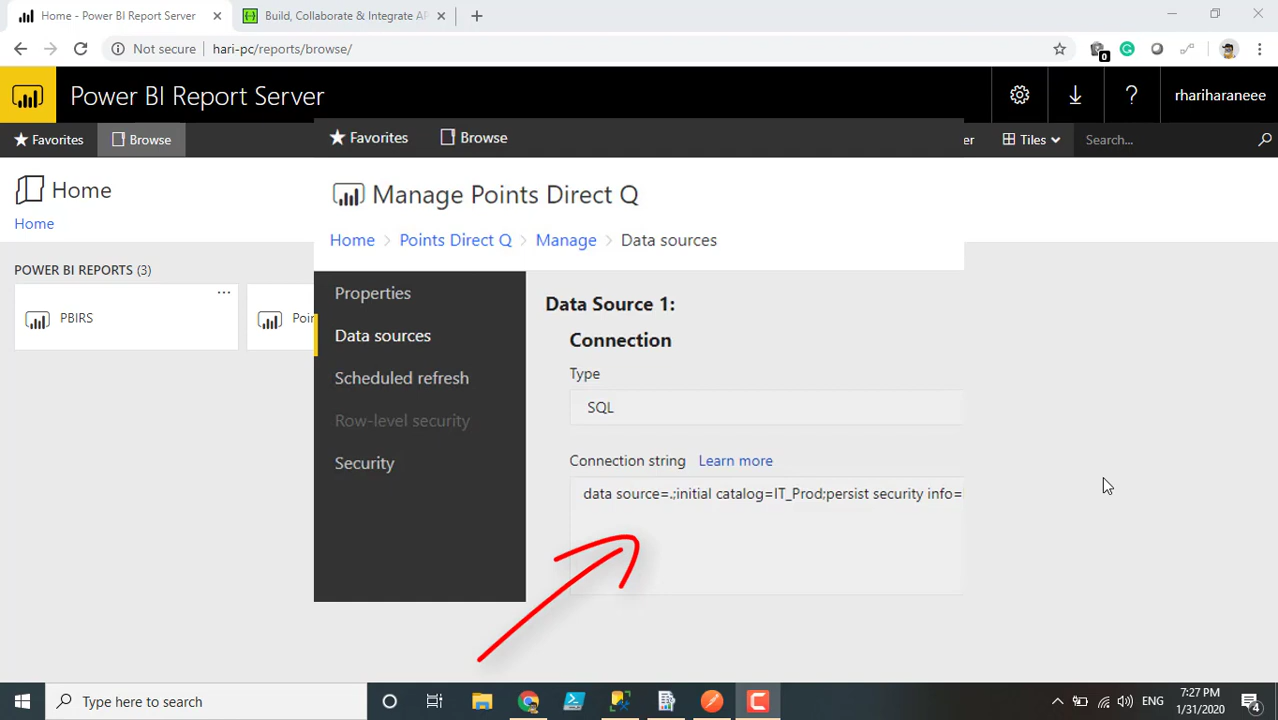 Home - Power BI Report Server
Build, Collaborate & Integrate AP
Not secure
hari-pc/reports/browse/
0
Power BI Report Server
?
rhariharaneee
Favorites
Browse
Favorites
Browse
er
Tiles
Search...
Home
Home
Manage Points Direct Q
Home > Points Direct Q > Manage > Data sources
POWER BI REPORTS (3)
PBIRS
...
Poin
Properties
Data sources
Scheduled refresh
Row-level security
Security
Data Source 1:
Connection
Type
SQL
Connection string Learn more
data source=.;initial catalog=IT_Prod;persist security info=
Type here to search
ENG
7:27 PM
1/31/2020
4